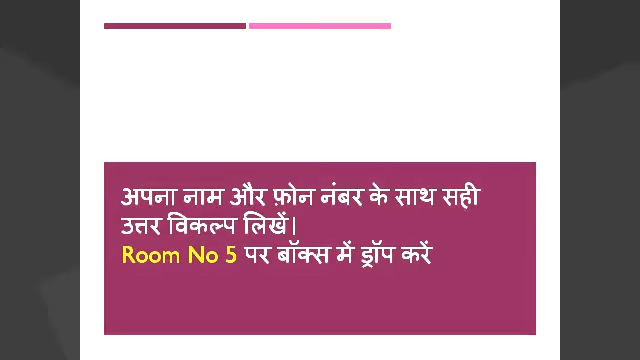 अपना नाम और फ़ोन नंबर के साथ सही
उत्तर विकल्प लिखें।
Room No 5 पर बॉक्स में ड्रॉप करें